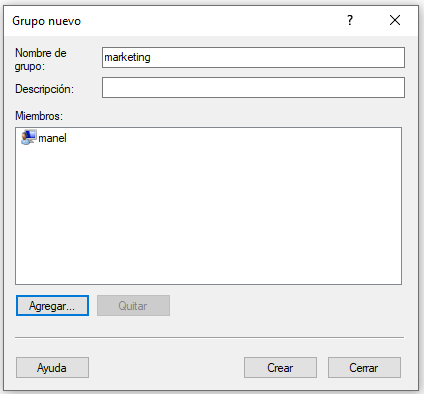 Grupo nuevo
?
Nombre de
grupo:
marketing
Descripción:
Miembros:
manel
Agregar...
Quitar
Ayuda
Crear
Cerrar